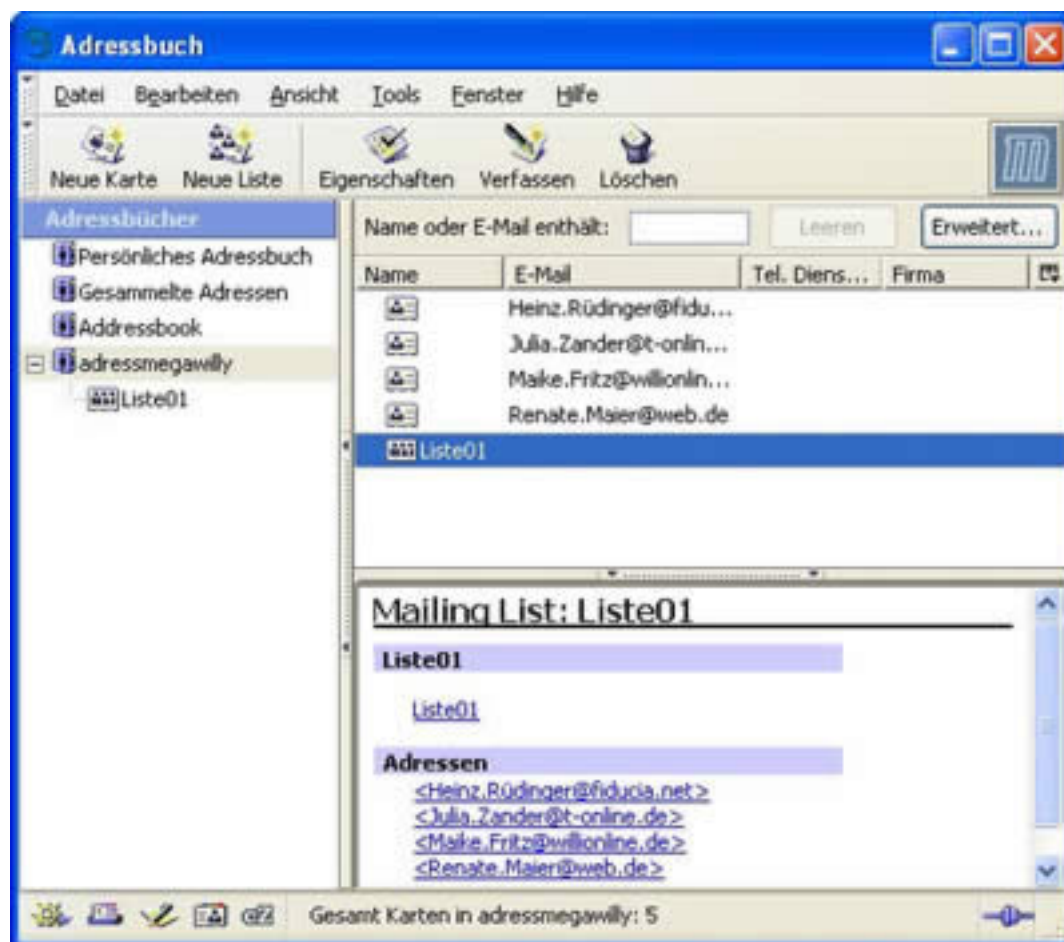 Adressbuch
Datei Bearbeiten Ansicht Tools Fenster Hilfe
Neue Karte Neue Liste Eigenschaften Verfassen Löschen
Adressbücher
Persönliches Adressbuch
Gesammelte Adressen
Addressbook
adressmegawilly
Liste01
Name oder E-Mail enthält: Leeren Erweitert...
Name E-Mail Tel. Diens... Firma
Heinz.Rüdinger@fidu...
Julia.Zander@t-onlin...
Maike.Fritz@willionlin...
Renate.Maier@web.de
Liste01
Mailing List: Liste01
Liste01
Liste01
Adressen
<Heinz.Rüdinger@fiducia.net>
<Julia.Zander@t-online.de>
<Maike.Fritz@willionline.de>
<Renate.Maier@web.de>
Gesamt Karten in adressmegawilly: 5